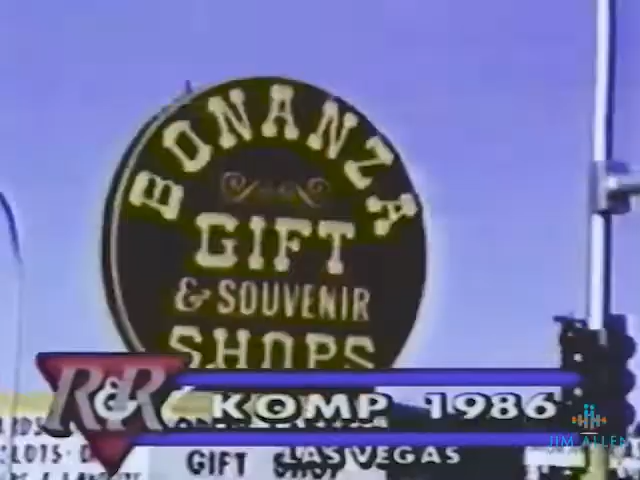 BONANZA
GIFT
& SOUVENIR
SHOPS
R&R KOMP 1986
LAS VEGAS
GIFT SHOP
JIM ALLEN